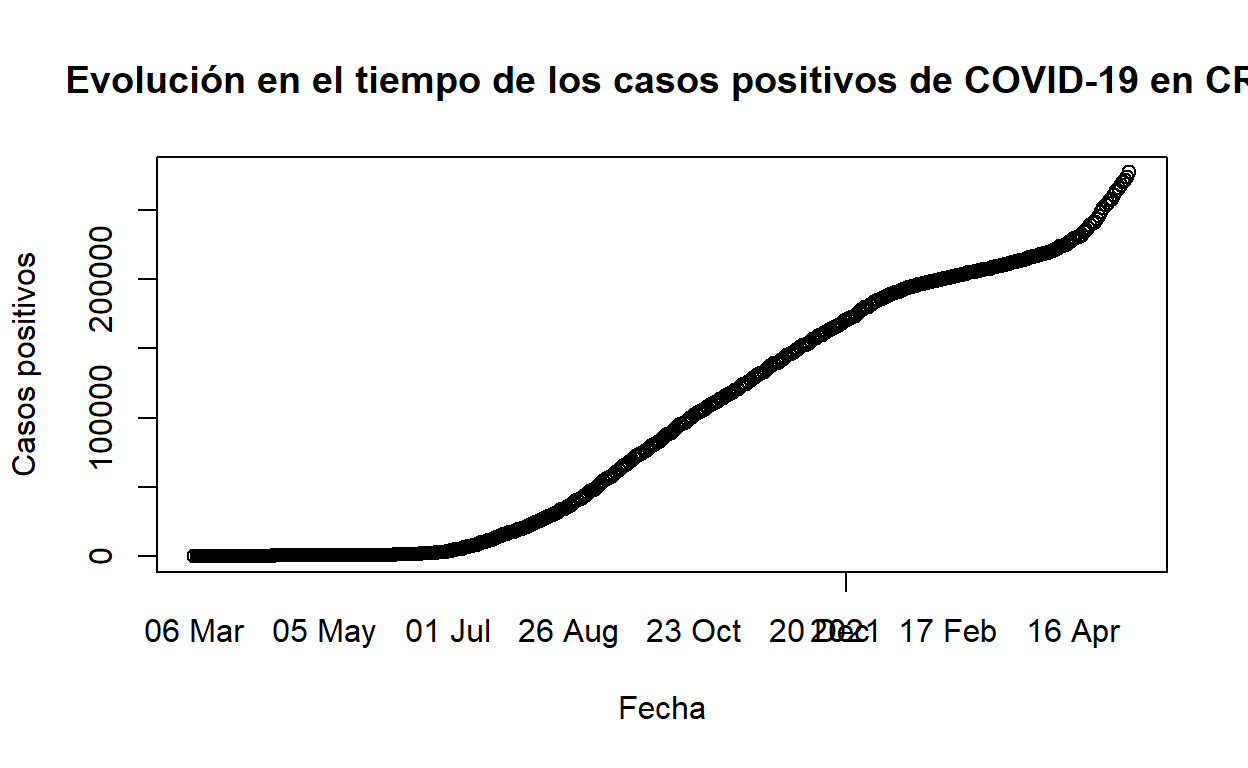 Evolución en el tiempo de los casos positivos de COVID-19 en CR
Casos positivos
200000
100000
0
06 Mar 05 May 01 Jul 26 Aug 23 Oct 20 Dec 2021 17 Feb 16 Apr
Fecha